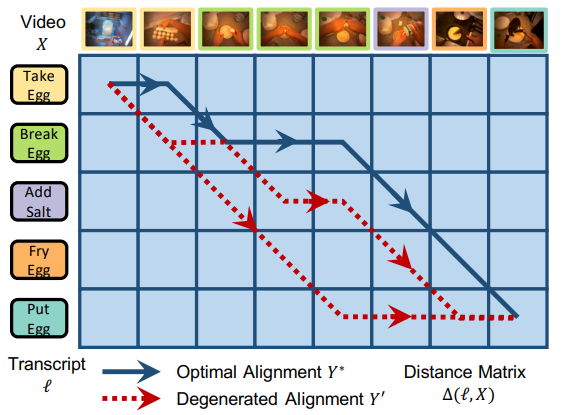 Video
X
Take
Egg
Break
Egg
Add
Salt
Fry
Egg
Put
Egg
Transcript
ℓ
Optimal Alignment Y*
Degenerated Alignment Y′
Distance Matrix
Δ(ℓ, X)